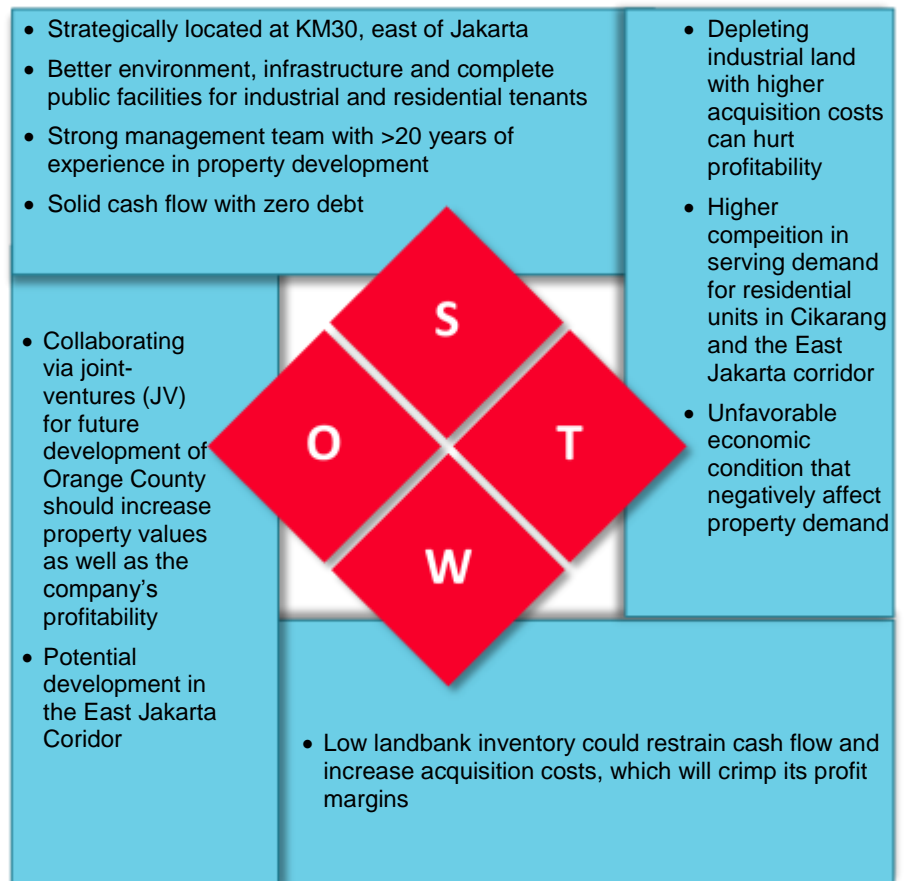 • Strategically located at KM30, east of Jakarta
• Better environment, infrastructure and complete
public facilities for industrial and residential tenants
• Strong management team with >20 years of
experience in property development
• Solid cash flow with zero debt
• Depleting
industrial land
with higher
acquisition costs
can hurt
profitability
• Higher
compeition in
serving demand
for residential
units in Cikarang
and the East
Jakarta corridor
• Unfavorable
economic
condition that
negatively affect
property demand
S
O
T
W
• Collaborating
via joint-
ventures (JV)
for future
development of
Orange County
should increase
property values
as well as the
company's
profitability
• Potential
development in
the East Jakarta
Coridor
• Low landbank inventory could restrain cash flow and
increase acquisition costs, which will crimp its profit
margins